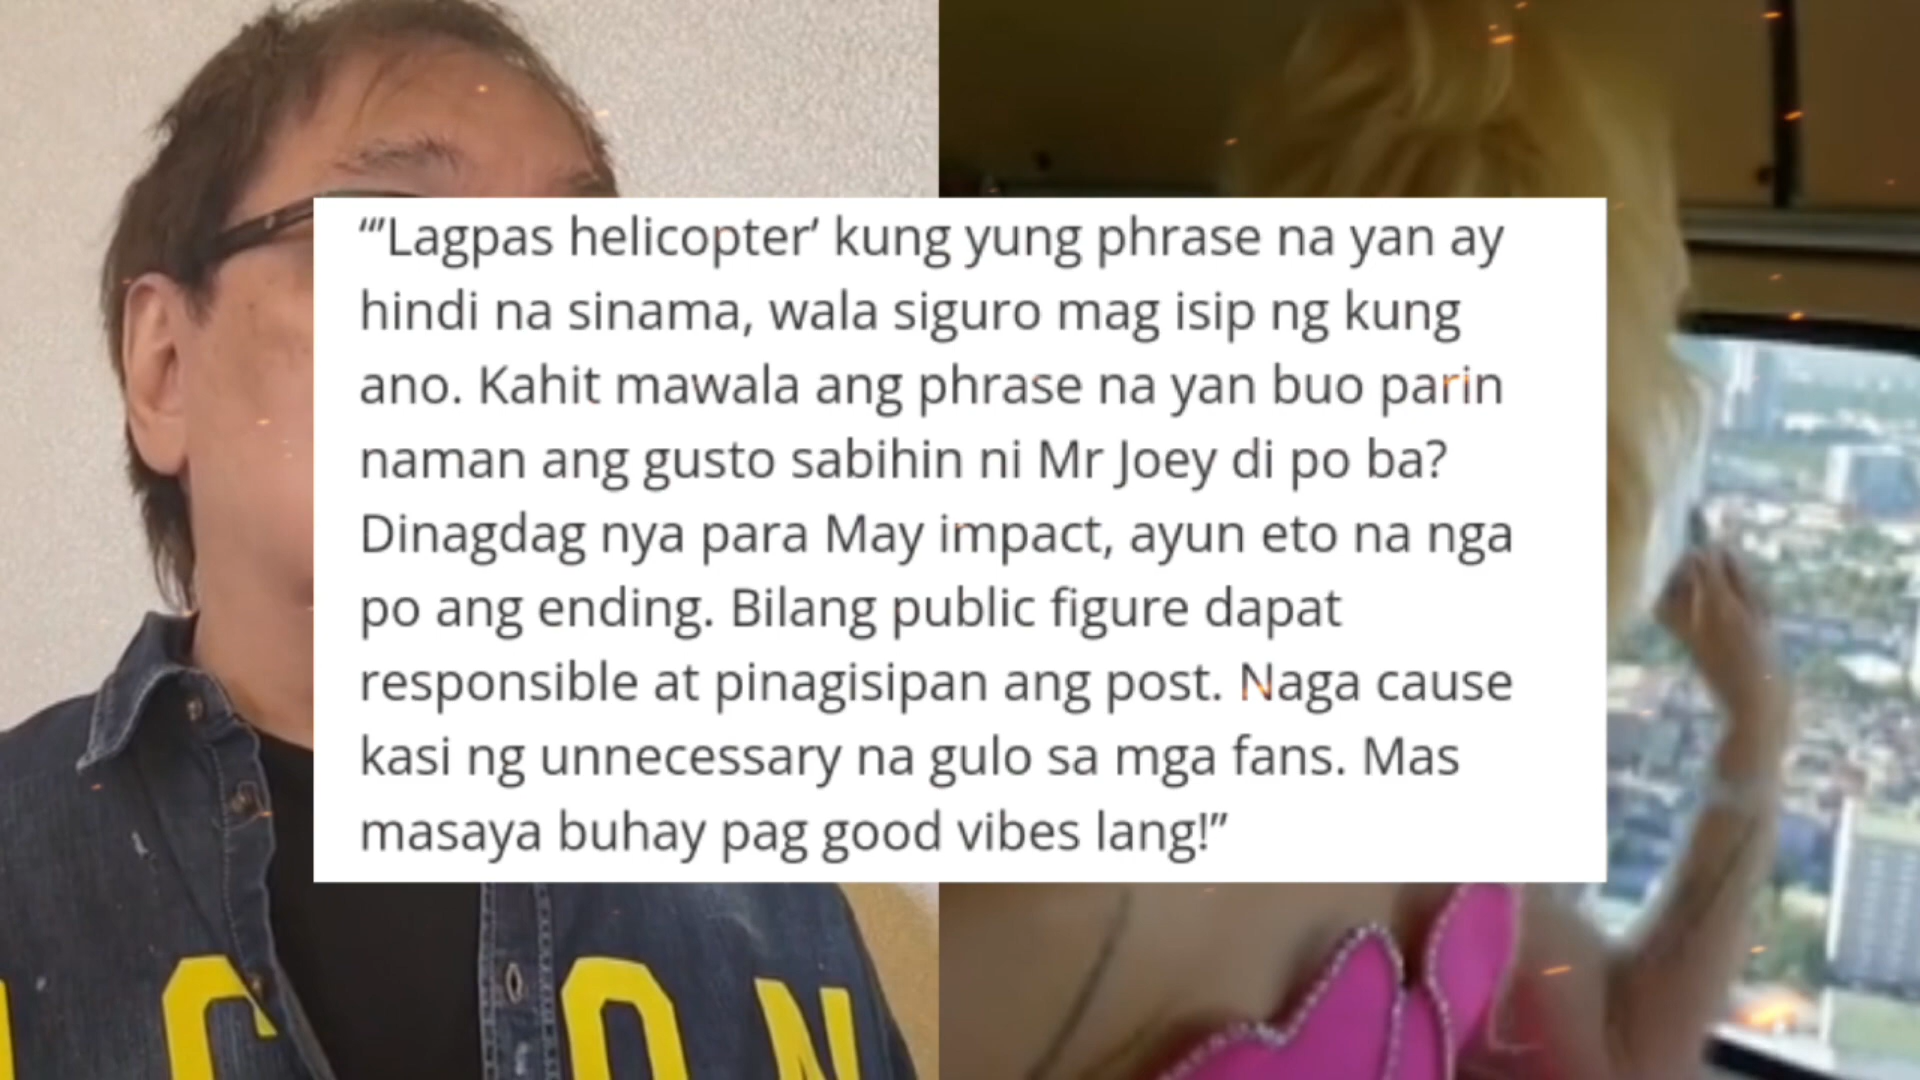 “’Lagpas helicopter’ kung yung phrase na yan ay
hindi na sinama, wala siguro mag isip ng kung
ano. Kahit mawala ang phrase na yan buo parin
naman ang gusto sabihin ni Mr Joey di po ba?
Dinagdag nya para May impact, ayun eto na nga
po ang ending. Bilang public figure dapat
responsible at pinagisipan ang post. Naga cause
kasi ng unnecessary na gulo sa mga fans. Mas
masaya buhay pag good vibes lang!”